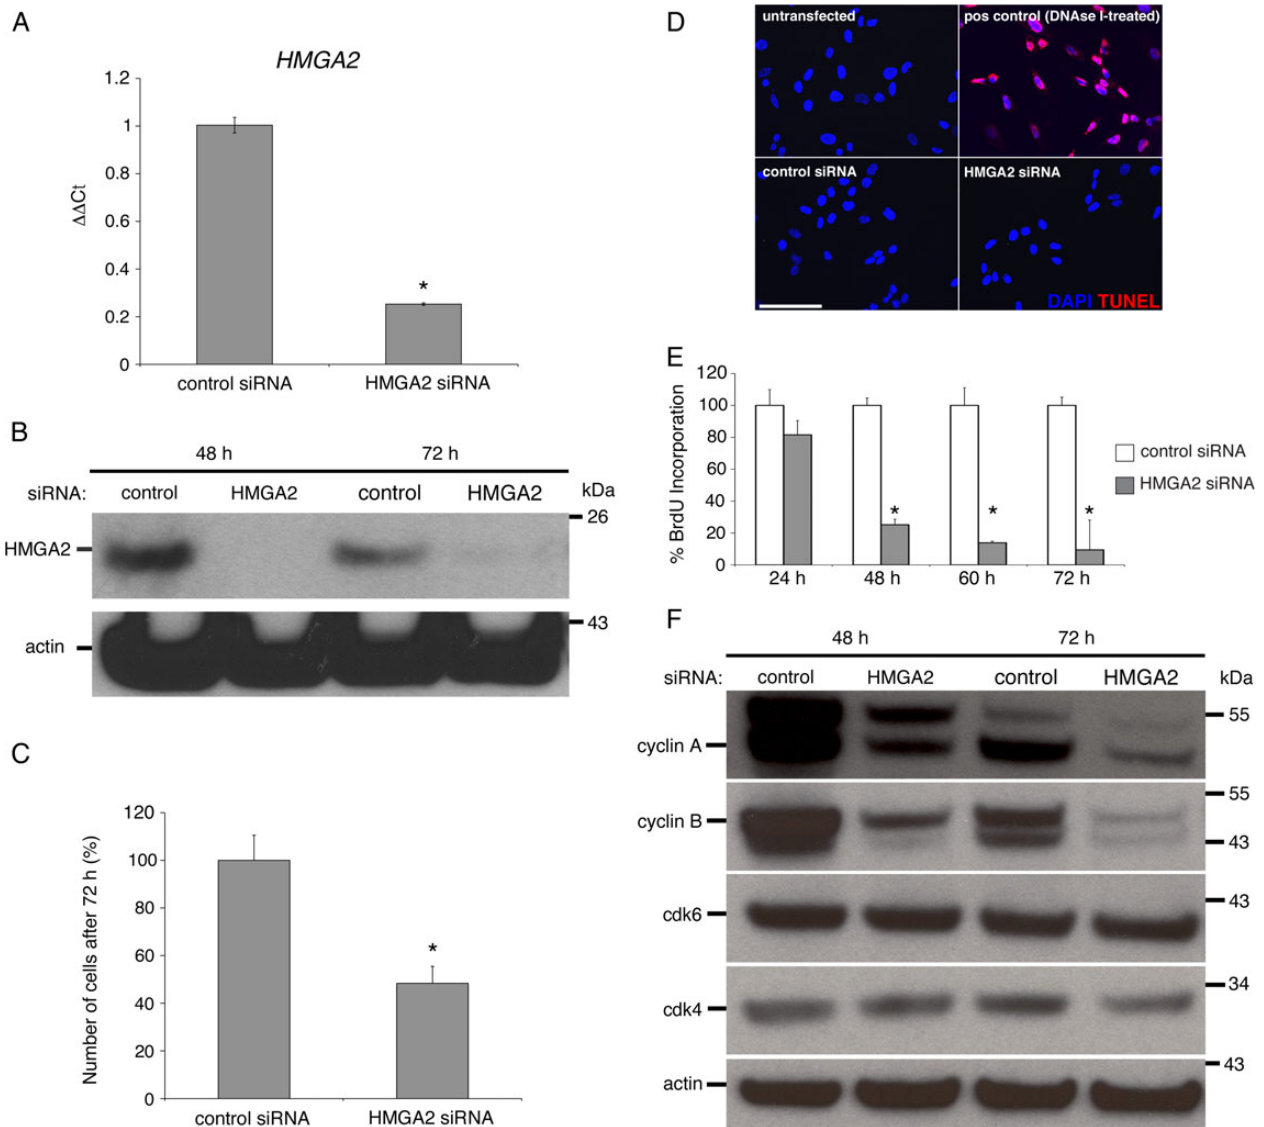 A
HMGA2
1.2
1
0.8
0.6
0.4
0.2
0
ΔΔCt
*
control siRNA HMGA2 siRNA
B
48 h 72 h
siRNA: control HMGA2 control HMGA2 kDa
26
HMGA2
43
actin
C
120
100
80
60
40
20
0
Number of cells after 72 h (%)
*
control siRNA HMGA2 siRNA
D
untransfected pos control (DNAse I-treated)
control siRNA HMGA2 siRNA
DAPI TUNEL
E
120
100
80
60
40
20
0
% BrdU Incorporation
* * *
24 h 48 h 60 h 72 h
control siRNA
HMGA2 siRNA
F
48 h 72 h
siRNA: control HMGA2 control HMGA2 kDa
55
cyclin A
55
cyclin B
43
43
cdk6
34
cdk4
43
actin